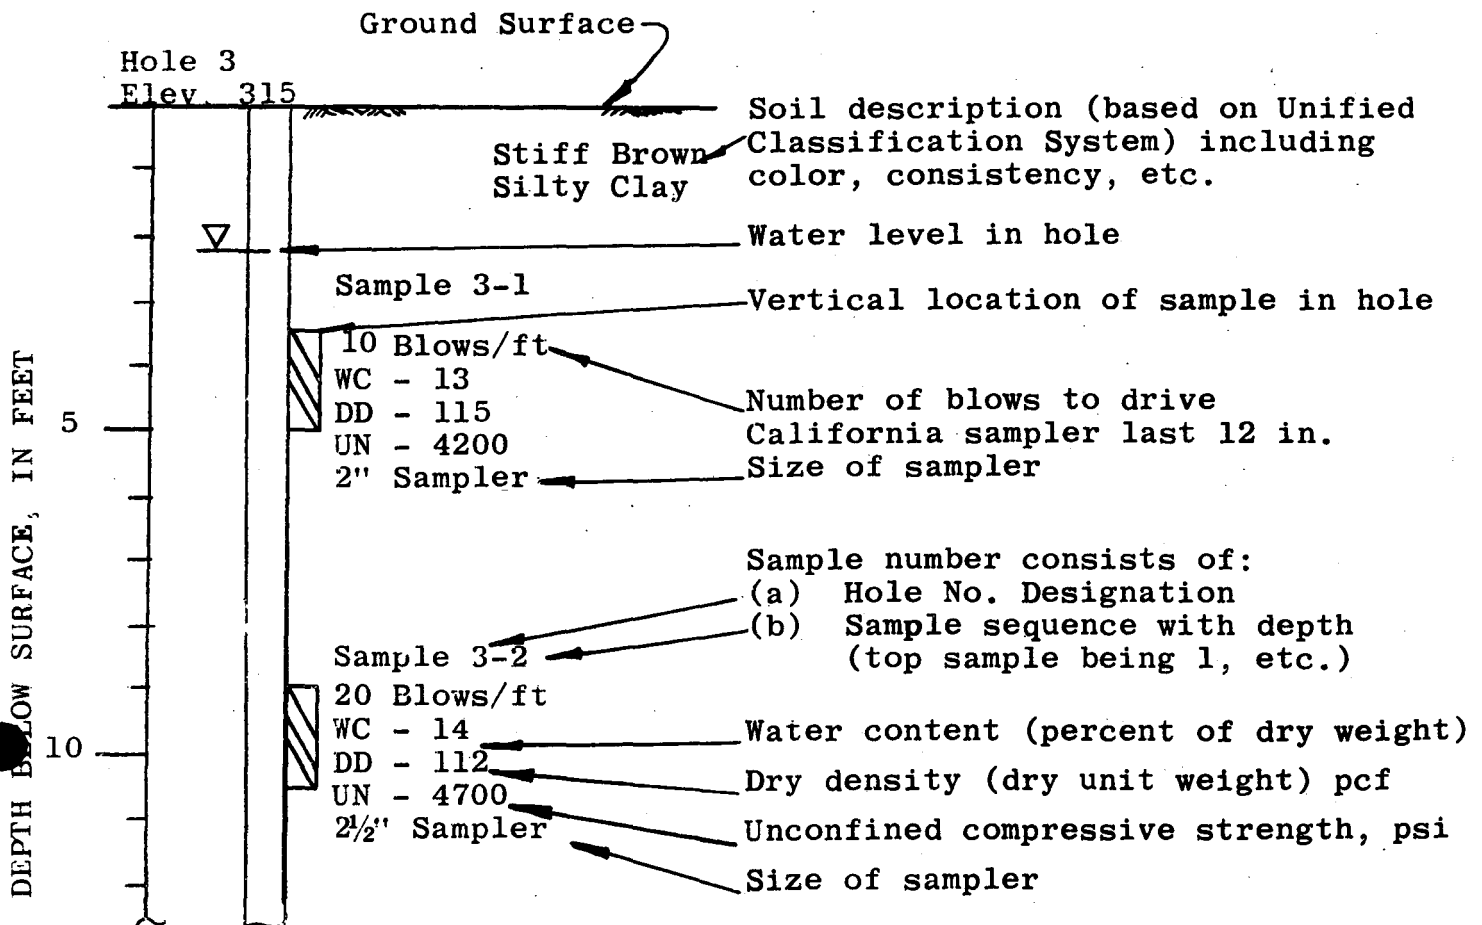 Ground Surface
Hole 3
Elev. 315
Soil description (based on Unified
Classification System) including
color, consistency, etc.
Stiff Brown
Silty Clay
Water level in hole
Sample 3-1
Vertical location of sample in hole
10 Blows/ft
WC - 13
DD - 115
UN - 4200
2" Sampler
Number of blows to drive
California sampler last 12 in.
Size of sampler
5
DEPTH BELOW SURFACE, IN FEET
Sample number consists of:
(a) Hole No. Designation
(b) Sample sequence with depth
(top sample being 1, etc.)
Sample 3-2
20 Blows/ft
WC - 14
DD - 112
UN - 4700
2½" Sampler
10
Water content (percent of dry weight)
Dry density (dry unit weight) pcf
Unconfined compressive strength, psi
Size of sampler